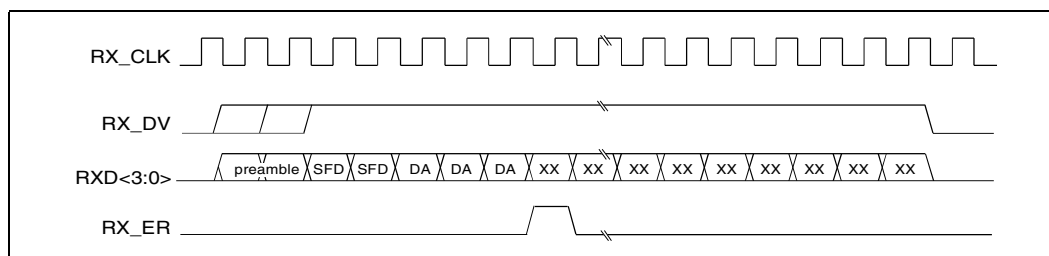 RX_CLK
RX_DV
RXD<3:0> preamble SFD SFD DA DA DA XX XX XX XX XX XX XX XX XX
RX_ER